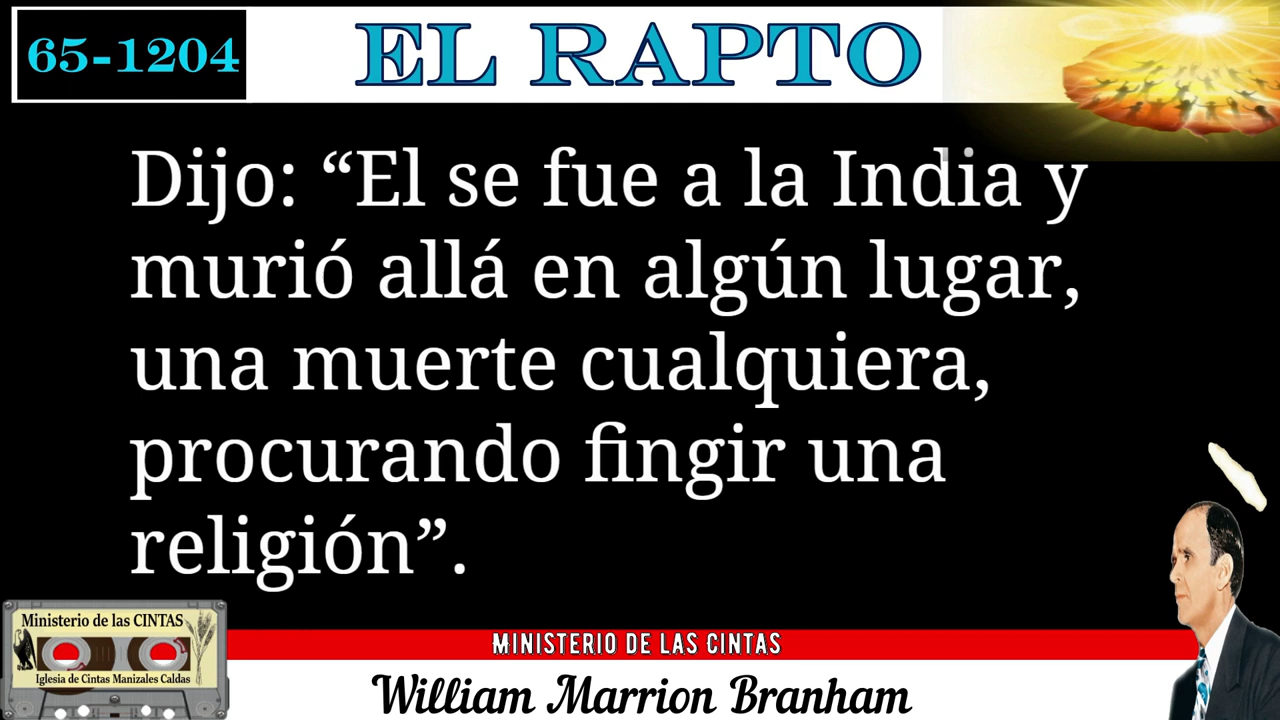 65-1204
EL RAPTO
Dijo: “El se fue a la India y
murió allá en algún lugar,
una muerte cualquiera,
procurando fingir una
religión”.
Ministerio de las CINTAS
Iglesia de Cintas Manizales Caldas
MINISTERIO DE LAS CINTAS
William Marrion Branham